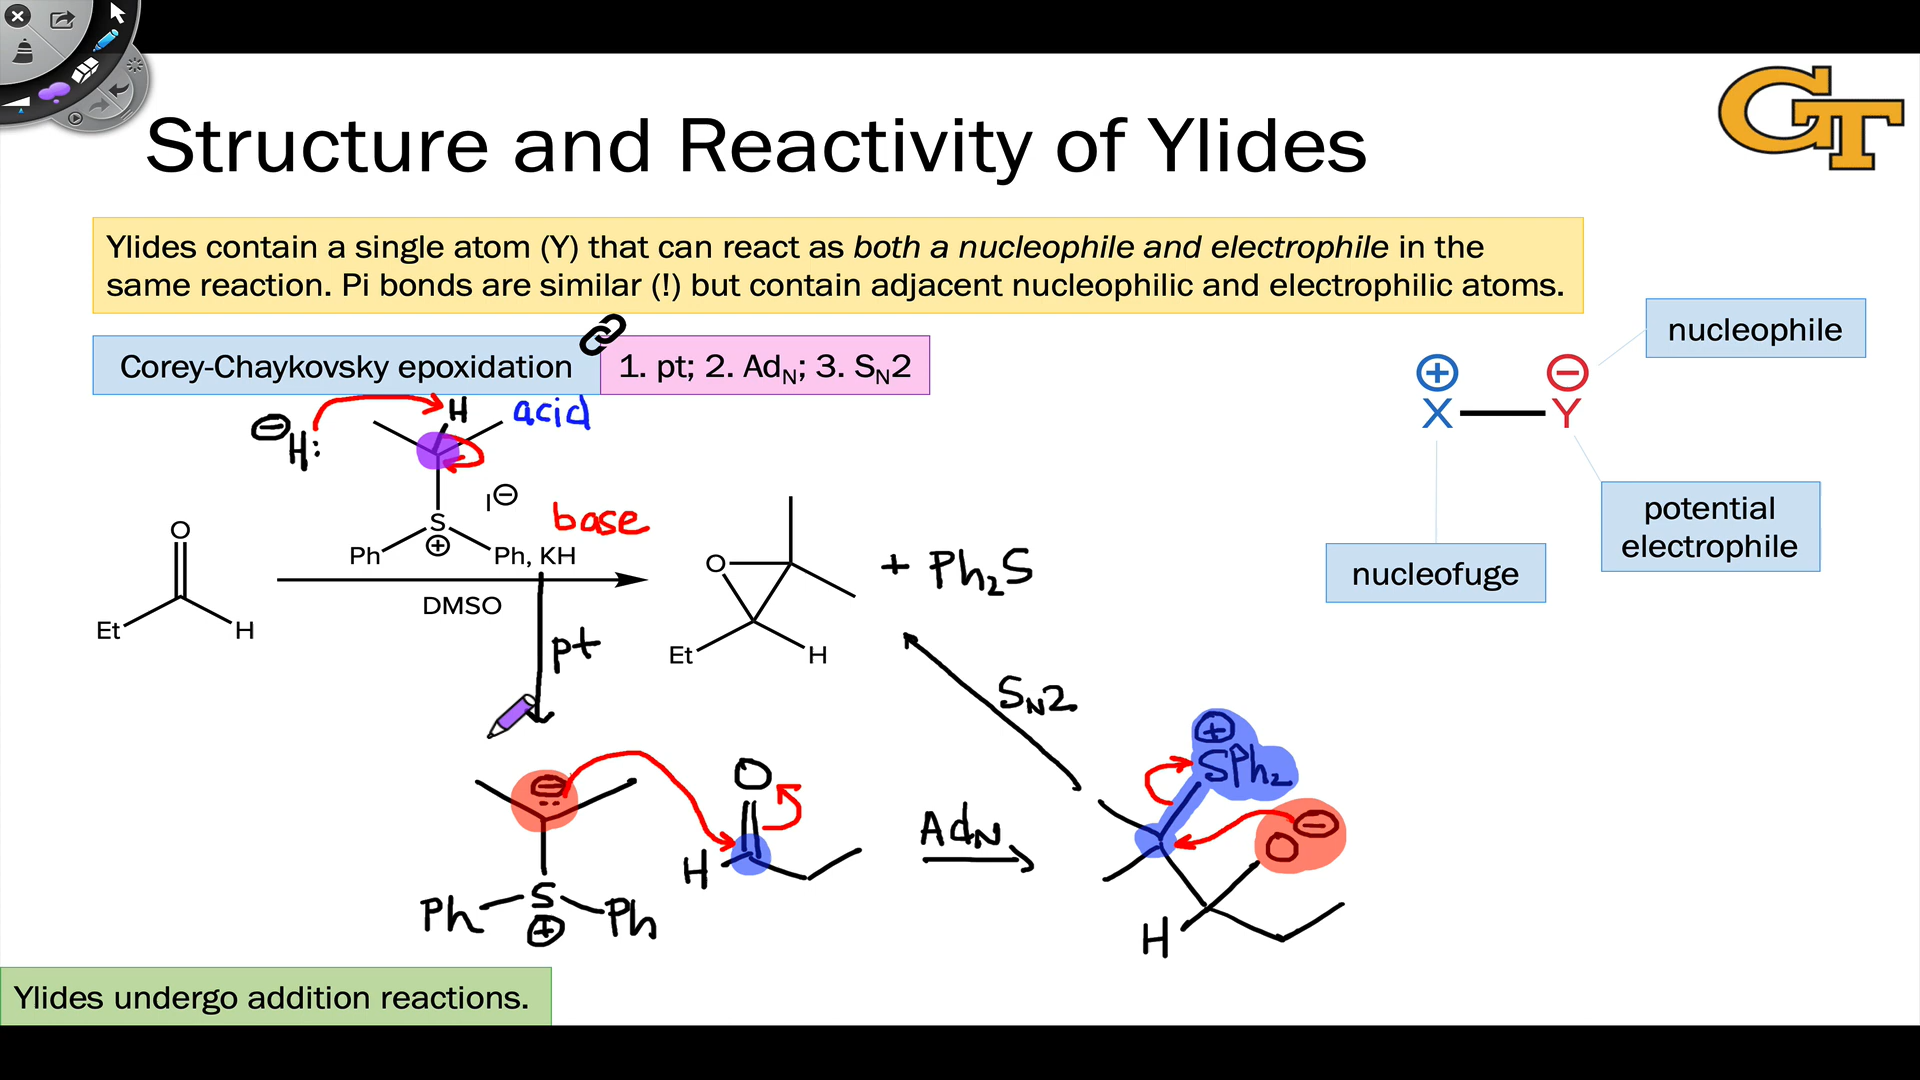 GT
Structure and Reactivity of Ylides
Ylides contain a single atom (Y) that can react as both a nucleophile and electrophile in the
same reaction. Pi bonds are similar (!) but contain adjacent nucleophilic and electrophilic atoms.
Corey-Chaykovsky epoxidation
1. pt; 2. AdN; 3. SN2
nucleophile
⊕ ⊖
X Y
potential
electrophile
nucleofuge
⊖H:
H
acid
I⊖
base
S
⊕
Ph
Ph, KH
DMSO
O
Et
H
O
Et
H
+ Ph₂S
pt
SN2
⊖
··
Ph
S
⊕
Ph
O
H
AdN
⊕
SPh₂
⊖
O
H
Ylides undergo addition reactions.